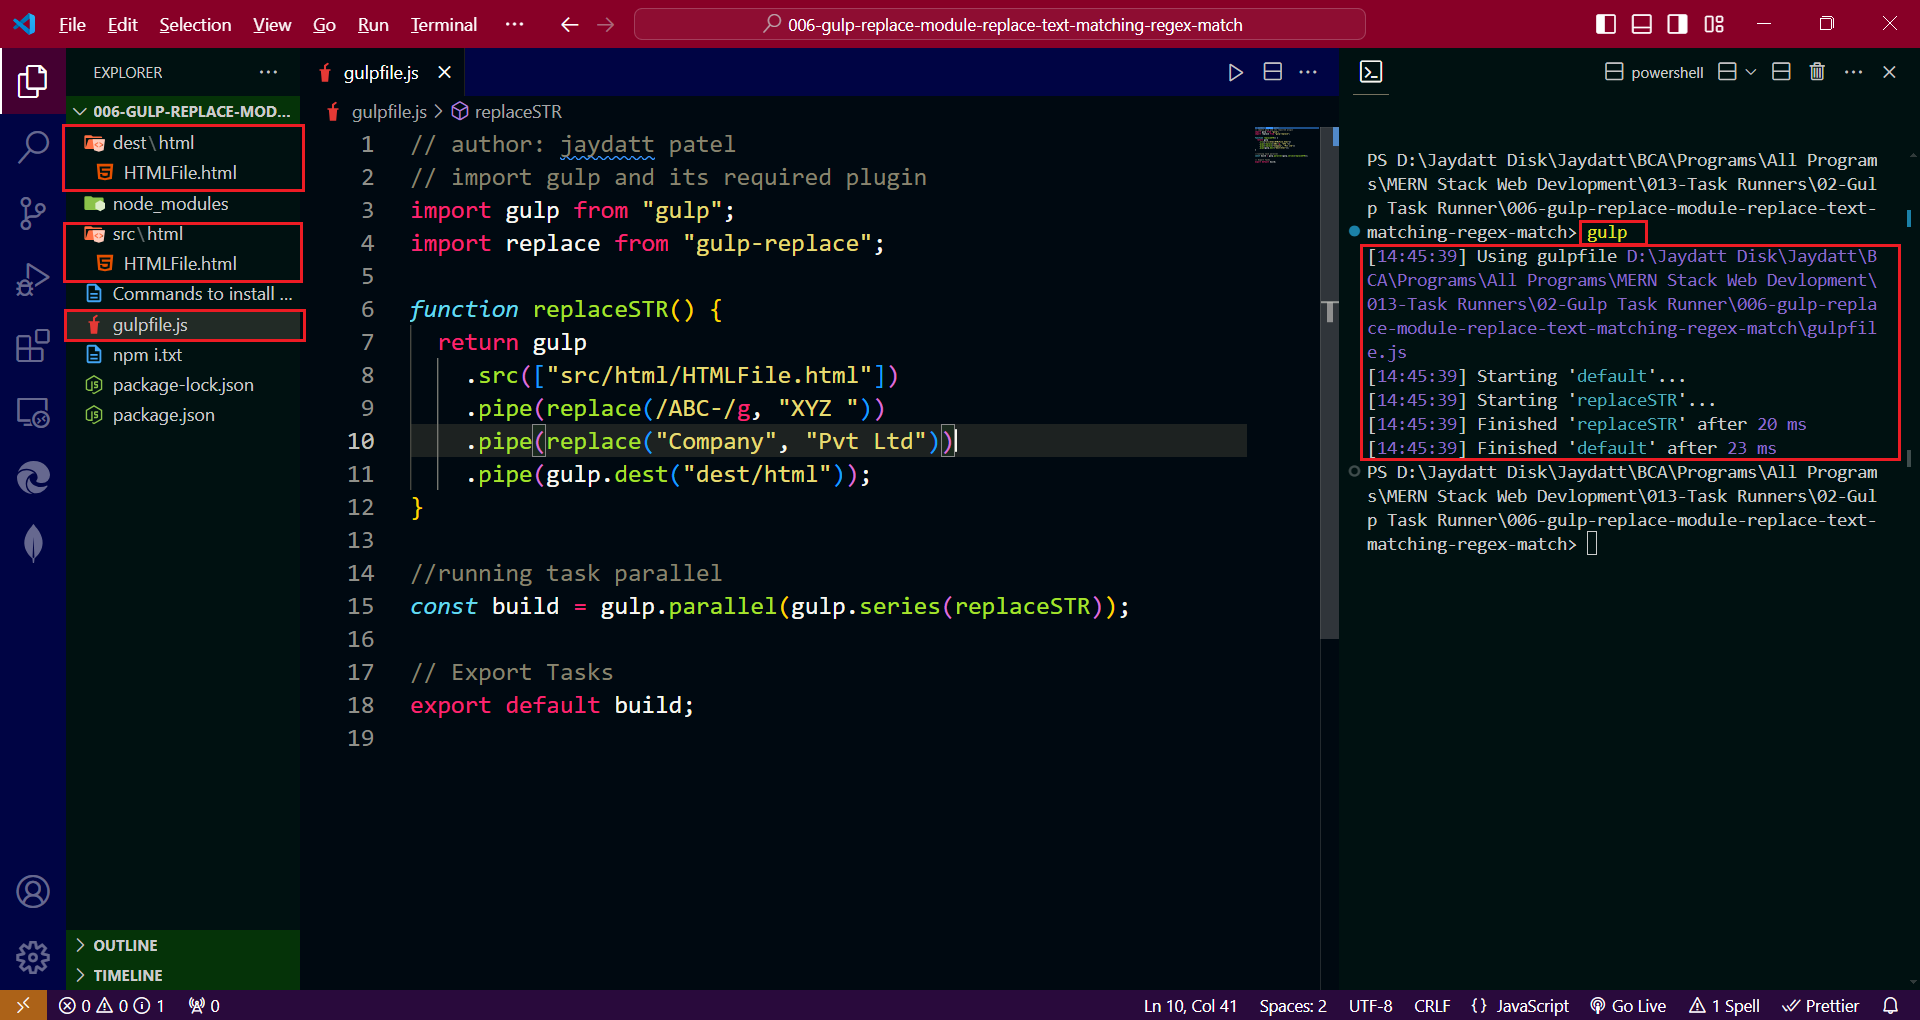 File Edit Selection View Go Run Terminal ··· 006-gulp-replace-module-replace-text-matching-regex-match
EXPLORER ···
006-GULP-REPLACE-MOD...
dest\html
HTMLFile.html
node_modules
src\html
HTMLFile.html
Commands to install ...
gulpfile.js
npm i.txt
package-lock.json
package.json
OUTLINE
TIMELINE
gulpfile.js
gulpfile.js > replaceSTR
1 // author: jaydatt patel
2 // import gulp and its required plugin
3 import gulp from "gulp";
4 import replace from "gulp-replace";
5
6 function replaceSTR() {
7 return gulp
8 .src(["src/html/HTMLFile.html"])
9 .pipe(replace(/ABC-/g, "XYZ "))
10 .pipe(replace("Company", "Pvt Ltd"))
11 .pipe(gulp.dest("dest/html"));
12 }
13
14 //running task parallel
15 const build = gulp.parallel(gulp.series(replaceSTR));
16
17 // Export Tasks
18 export default build;
19
powershell
PS D:\Jaydatt Disk\Jaydatt\BCA\Programs\All Program
s\MERN Stack Web Devlopment\013-Task Runners\02-Gul
p Task Runner\006-gulp-replace-module-replace-text-
matching-regex-match> gulp
[14:45:39] Using gulpfile D:\Jaydatt Disk\Jaydatt\B
CA\Programs\All Programs\MERN Stack Web Devlopment\
013-Task Runners\02-Gulp Task Runner\006-gulp-repla
ce-module-replace-text-matching-regex-match\gulpfil
e.js
[14:45:39] Starting 'default'...
[14:45:39] Starting 'replaceSTR'...
[14:45:39] Finished 'replaceSTR' after 20 ms
[14:45:39] Finished 'default' after 23 ms
PS D:\Jaydatt Disk\Jaydatt\BCA\Programs\All Program
s\MERN Stack Web Devlopment\013-Task Runners\02-Gul
p Task Runner\006-gulp-replace-module-replace-text-
matching-regex-match>
0 0 1 0 Ln 10, Col 41 Spaces: 2 UTF-8 CRLF {} JavaScript Go Live 1 Spell Prettier